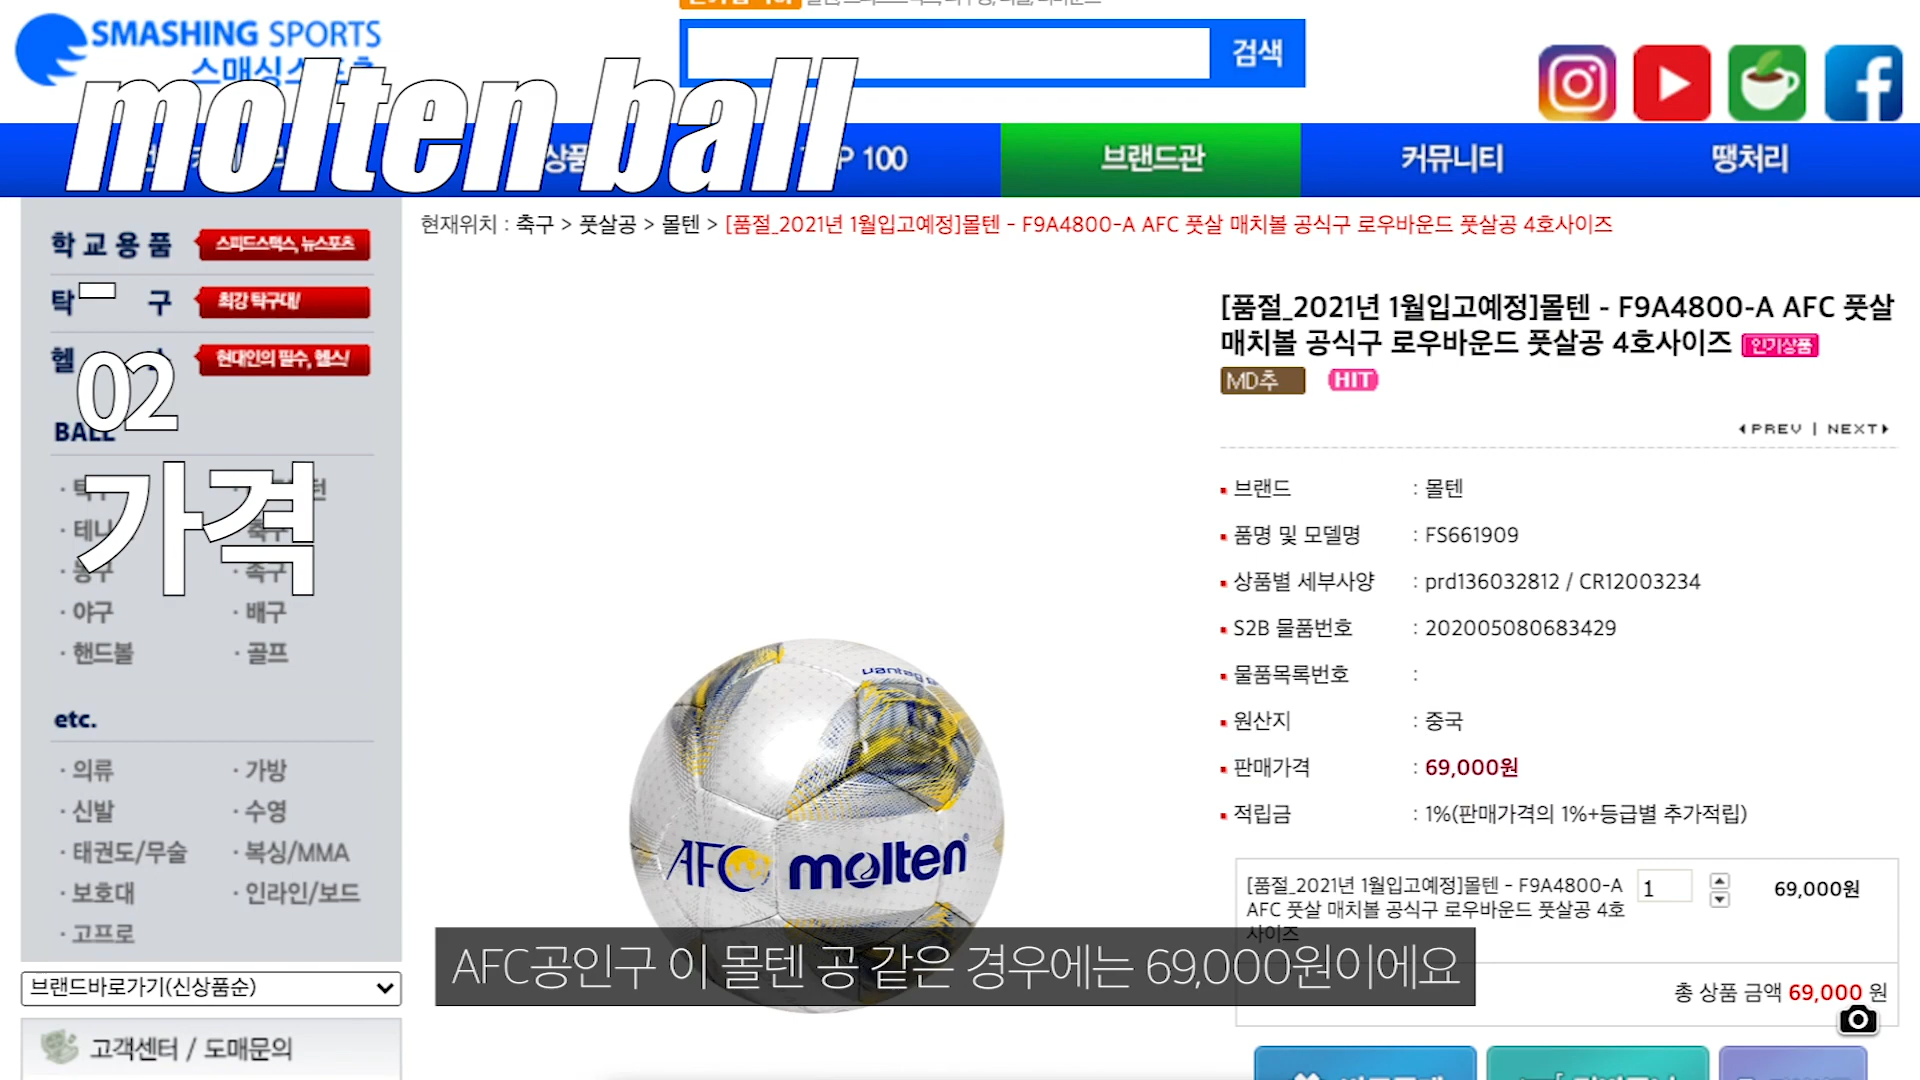 SMASHING SPORTS
검색
molten ball
브랜드관
커뮤니티
땡처리
현재위치 : 축구 > 풋살공 > 몰텐 > [품절_2021년 1월입고예정]몰텐 - F9A4800-A AFC 풋살 매치볼 공식구 로우바운드 풋살공 4호사이즈
학교용품
스피드스택스, 뉴스포츠
탁 구
최강 탁구대!
현대인의 필수, 헬스!
02
가격
BALL
· 야구
· 배구
· 핸드볼
· 골프
etc.
· 의류
· 가방
· 신발
· 수영
· 태권도/무술
· 복싱/MMA
· 보호대
· 인라인/보드
· 고프로
브랜드바로가기(신상품순)
고객센터 / 도매문의
[품절_2021년 1월입고예정]몰텐 - F9A4800-A AFC 풋살
매치볼 공식구 로우바운드 풋살공 4호사이즈 인기상품
MD추 HIT
PREV | NEXT
브랜드 : 몰텐
품명 및 모델명 : FS661909
상품별 세부사양 : prd136032812 / CR12003234
S2B 물품번호 : 202005080683429
물품목록번호 :
원산지 : 중국
판매가격 : 69,000원
적립금 : 1%(판매가격의 1%+등급별 추가적립)
AFC molten
[품절_2021년 1월입고예정]몰텐 - F9A4800-A
AFC 풋살 매치볼 공식구 로우바운드 풋살공 4호
사이즈
1
69,000원
총 상품 금액 69,000 원
AFC공인구 이 몰텐 공 같은 경우에는 69,000원이에요